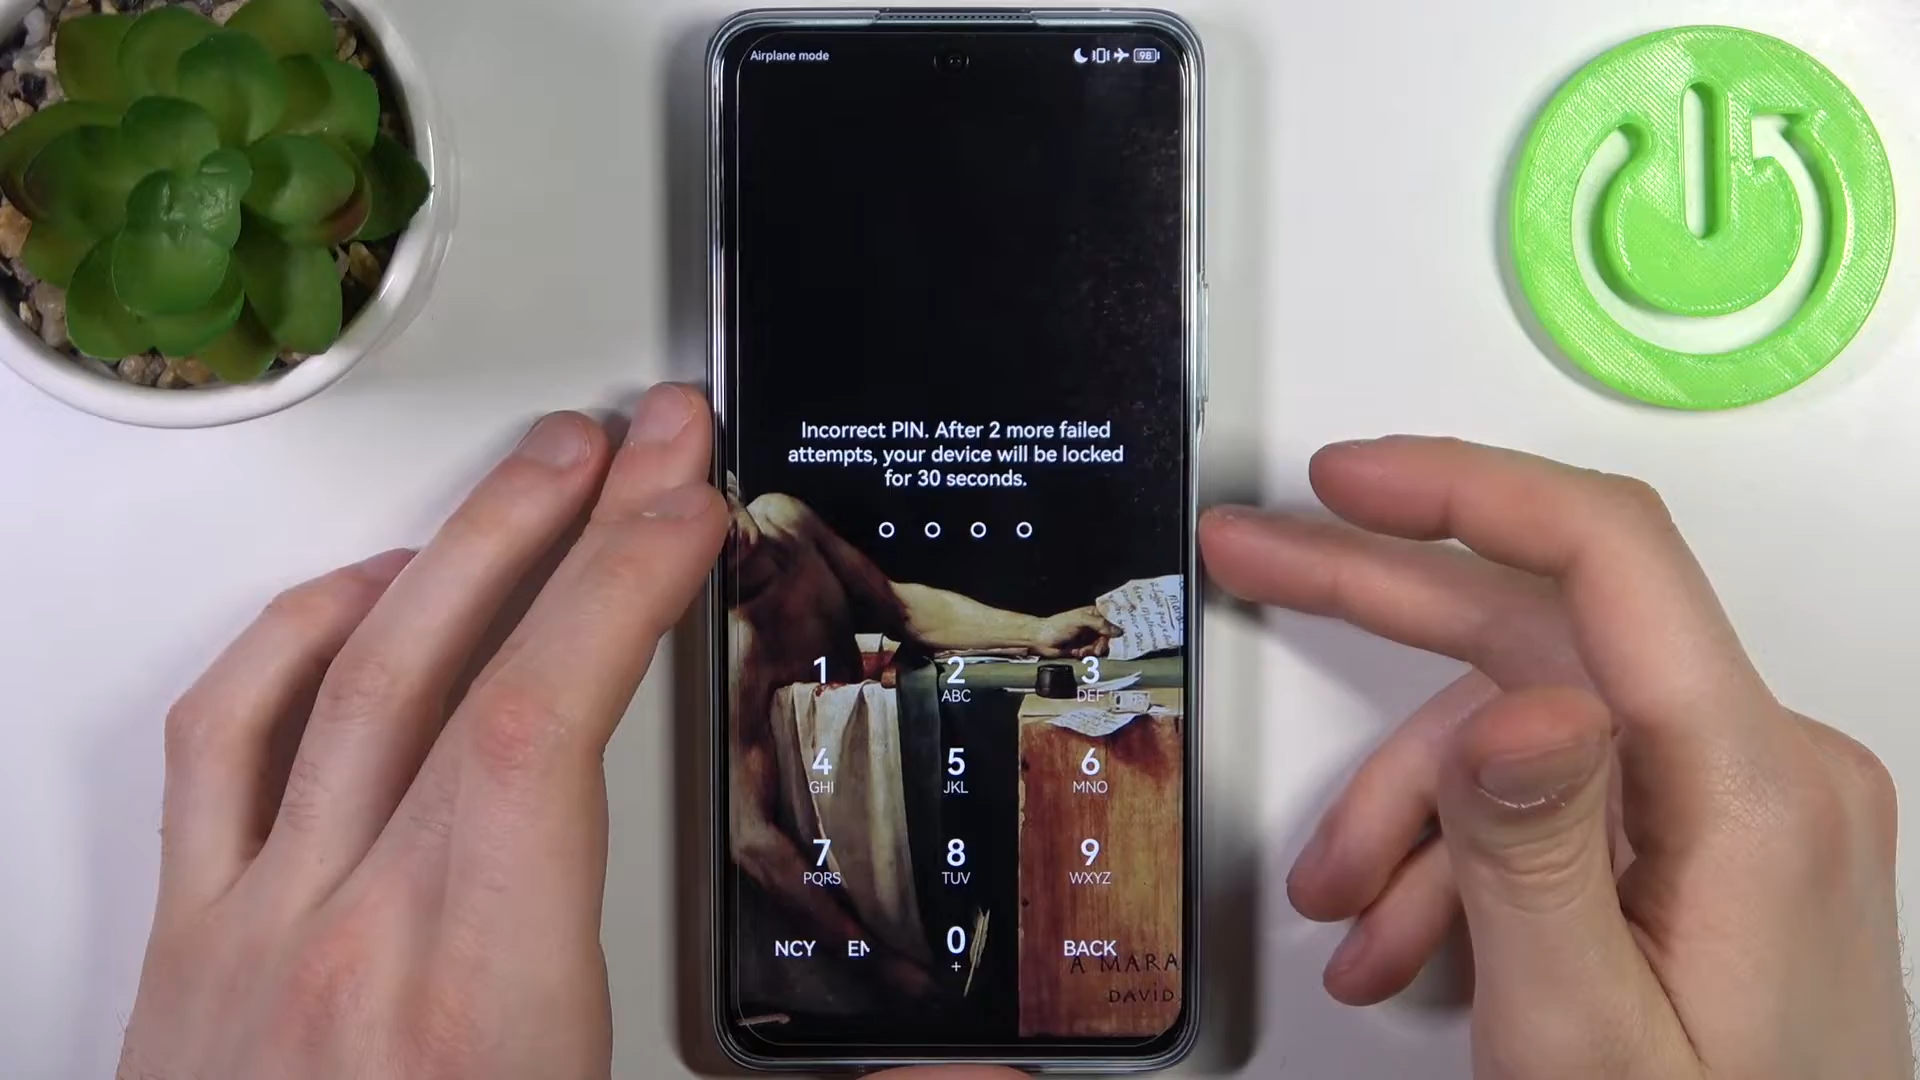 Airplane mode
98
Incorrect PIN. After 2 more failed
attempts, your device will be locked
for 30 seconds.
1
2
ABC
3
DEF
4
GHI
5
JKL
6
MNO
7
PQRS
8
TUV
9
WXYZ
NCY EN
0
+
BACK
A MARA
DAVID